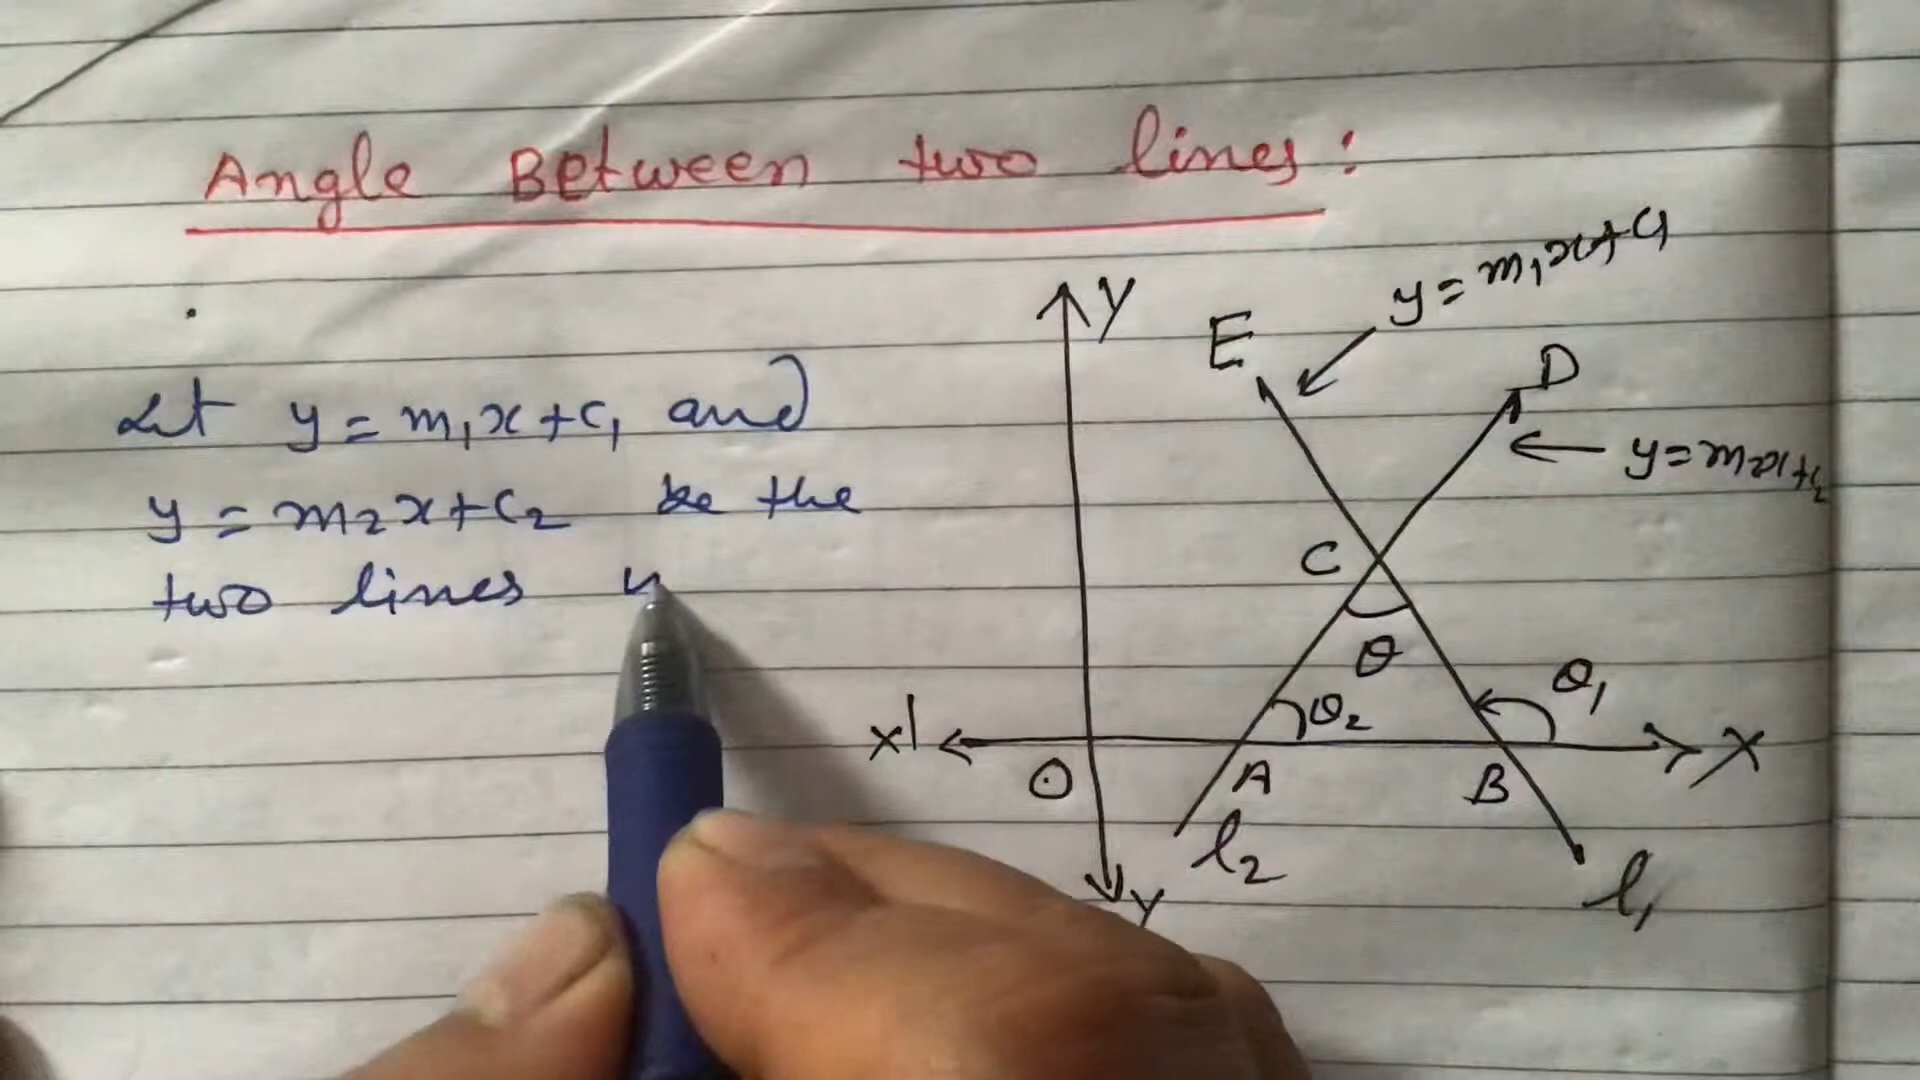 Angle Between two lines :
Let y = m₁x + c₁ and
y = m₂x + c₂ be the
two lines
y = m₁x + c₁
Y
E
D
y = m₂x + c₂
C
θ
θ₁
θ₂
X'
X
O
A
B
l₂
l₁
Y